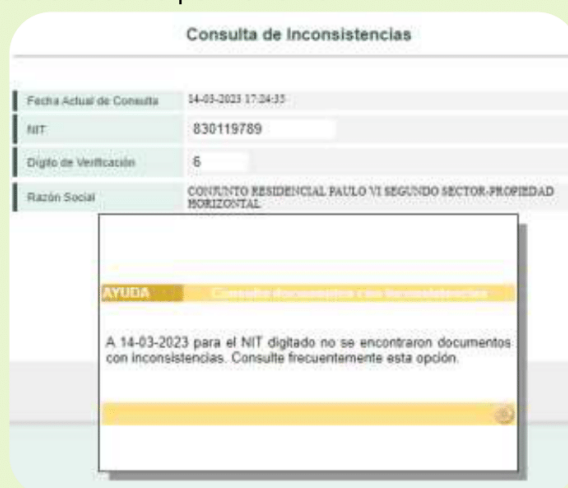 Consulta de Inconsistencias
Fecha Actual de Consulta 14-03-2023 17:24:35
NIT 830119789
Dígito de Verificación 6
Razón Social CONJUNTO RESIDENCIAL PAULO VI SEGUNDO SECTOR-PROPIEDAD
HORIZONTAL
AYUDA Consulta documentos con Inconsistencias
A 14-03-2023 para el NIT digitado no se encontraron documentos
con inconsistencias. Consulte frecuentemente esta opción.